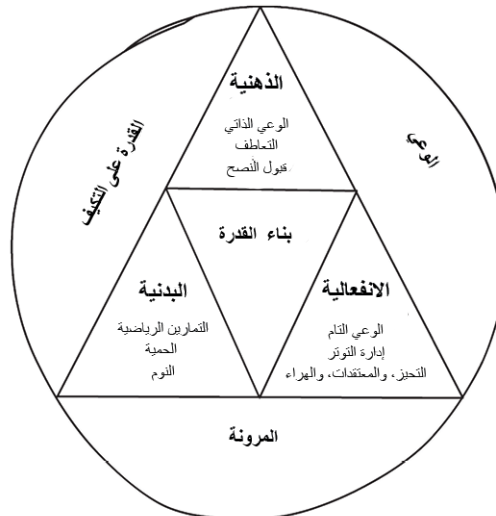 الذهنية
الوعي الذاتي
التعاطف
قبول النصح
القدرة على التكيف
الوعي
بناء القدرة
البدنية
التمارين الرياضية
الحمية
النوم
الانفعالية
الوعي التام
إدارة التوتر
التحيز، والمعتقدات، والهراء
المرونة